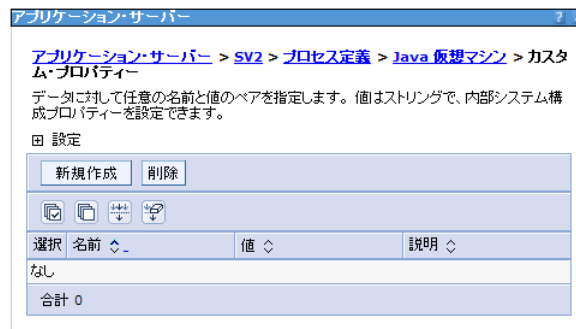 アプリケーション・サーバー ?
アプリケーション・サーバー > SV2 > プロセス定義 > Java 仮想マシン > カスタ
ム・プロパティー
データに対して任意の名前と値のペアを指定します。値はストリングで、内部システム構
成プロパティーを設定できます。
設定
新規作成 削除
選択 名前 値 説明
なし
合計 0